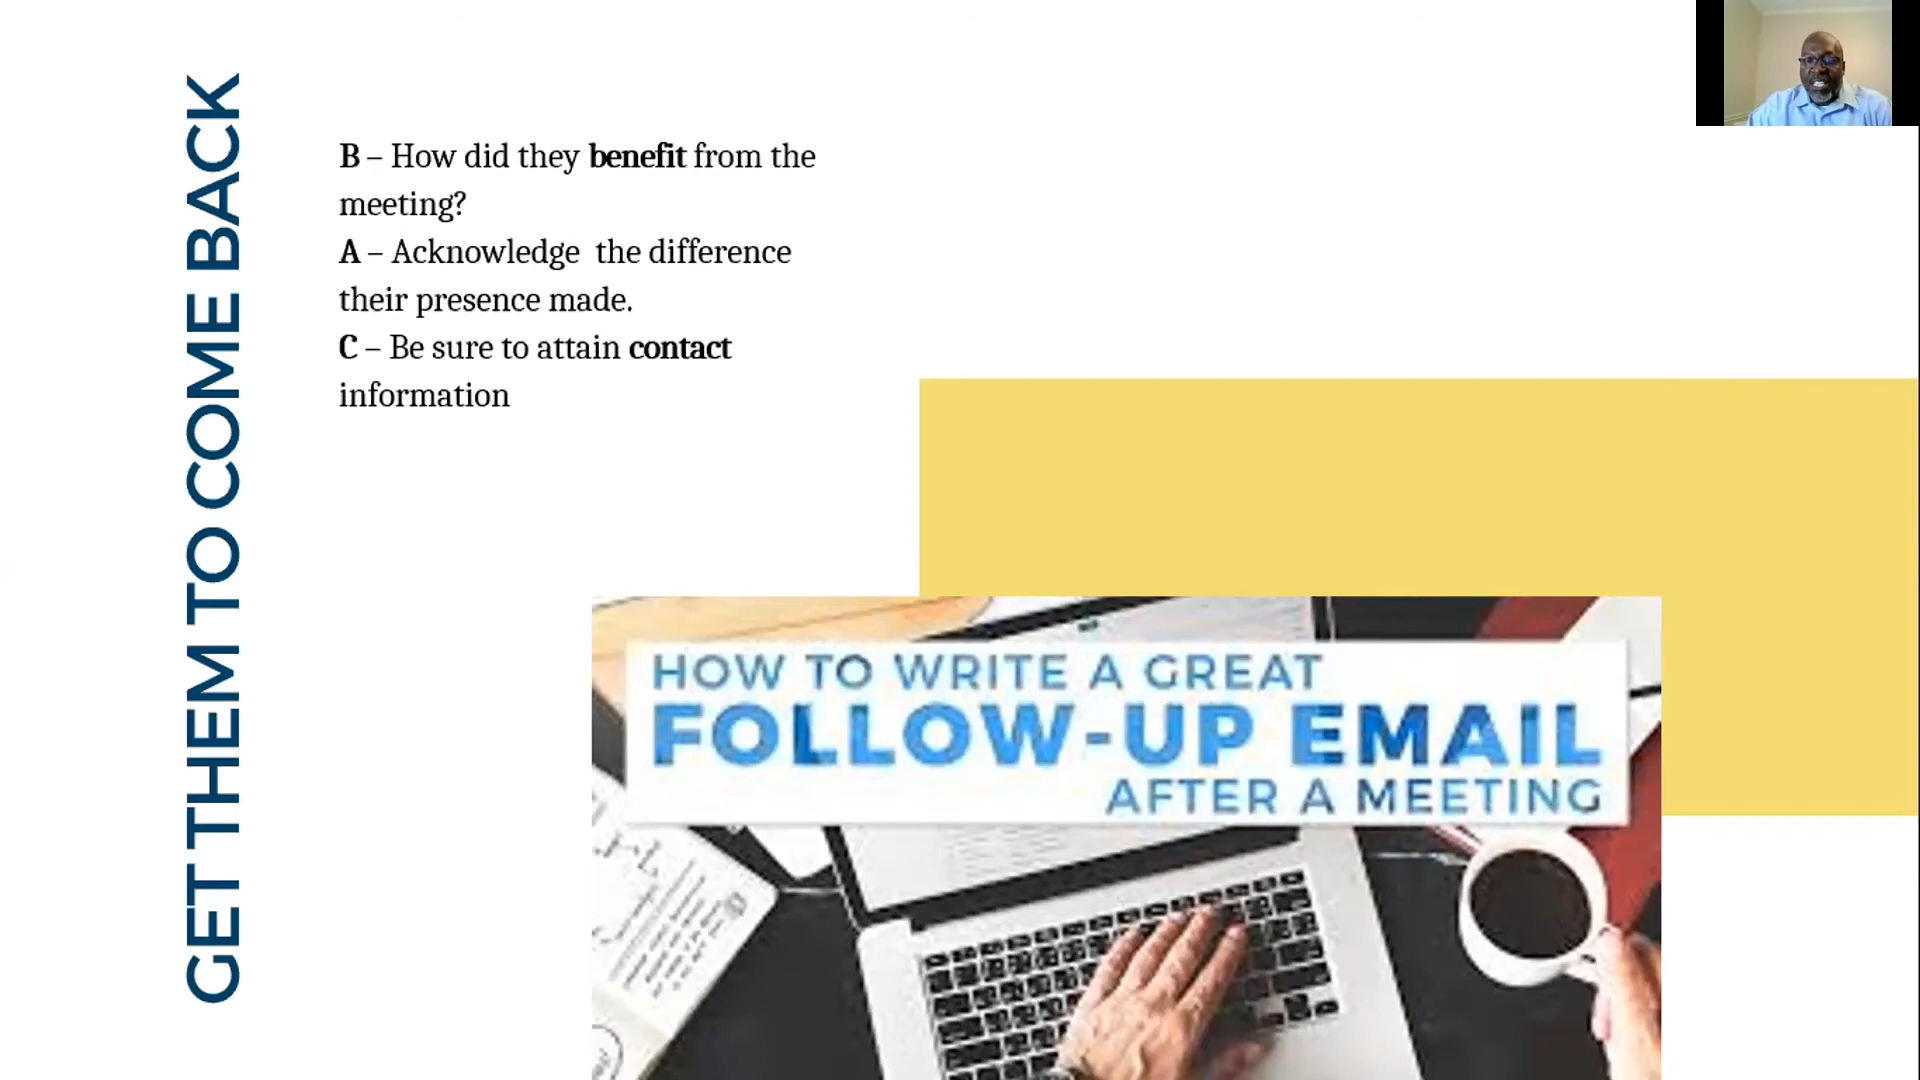 GET THEM TO COME BACK
B – How did they benefit from the
meeting?
A – Acknowledge  the difference
their presence made.
C – Be sure to attain contact
information
HOW TO WRITE A GREAT
FOLLOW-UP EMAIL
AFTER A MEETING